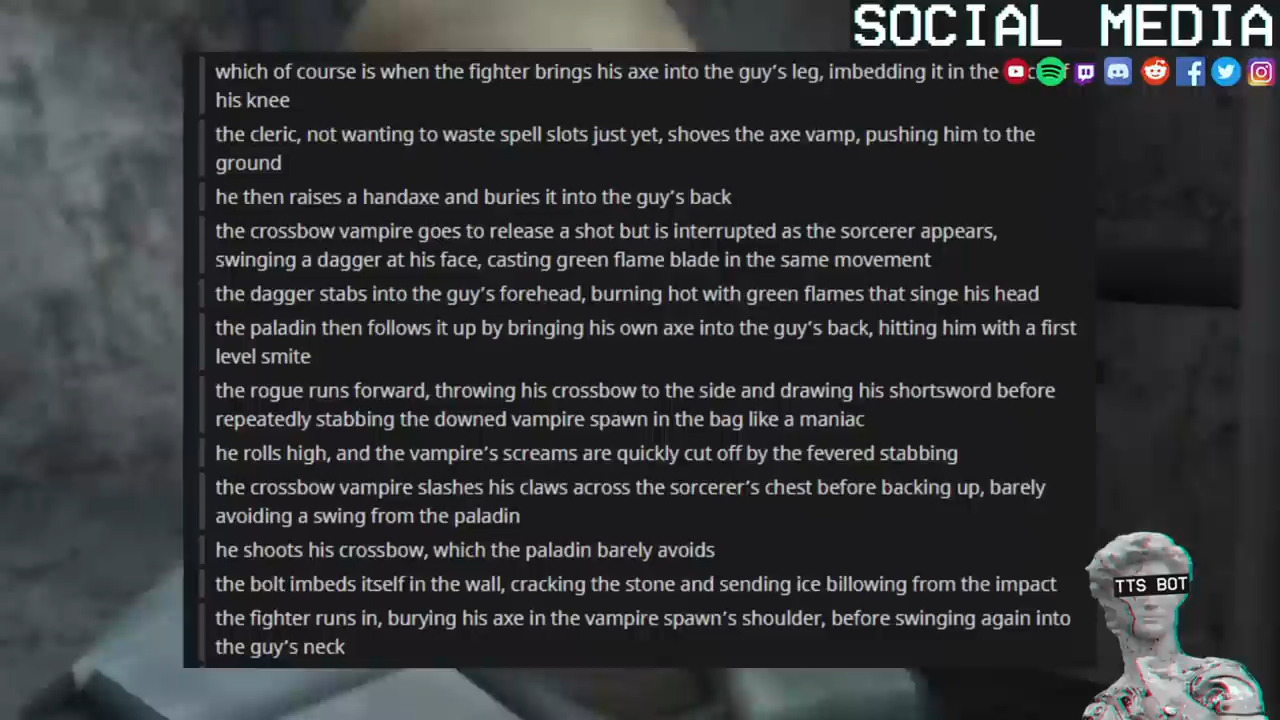 SOCIAL MEDIA
which of course is when the fighter brings his axe into the guy's leg, imbedding it in the
his knee
the cleric, not wanting to waste spell slots just yet, shoves the axe vamp, pushing him to the
ground
he then raises a handaxe and buries it into the guy's back
the crossbow vampire goes to release a shot but is interrupted as the sorcerer appears,
swinging a dagger at his face, casting green flame blade in the same movement
the dagger stabs into the guy's forehead, burning hot with green flames that singe his head
the paladin then follows it up by bringing his own axe into the guy's back, hitting him with a first
level smite
the rogue runs forward, throwing his crossbow to the side and drawing his shortsword before
repeatedly stabbing the downed vampire spawn in the bag like a maniac
he rolls high, and the vampire's screams are quickly cut off by the fevered stabbing
the crossbow vampire slashes his claws across the sorcerer's chest before backing up, barely
avoiding a swing from the paladin
he shoots his crossbow, which the paladin barely avoids
the bolt imbeds itself in the wall, cracking the stone and sending ice billowing from the impact
the fighter runs in, burying his axe in the vampire spawn's shoulder, before swinging again into
the guy's neck
TTS BOT